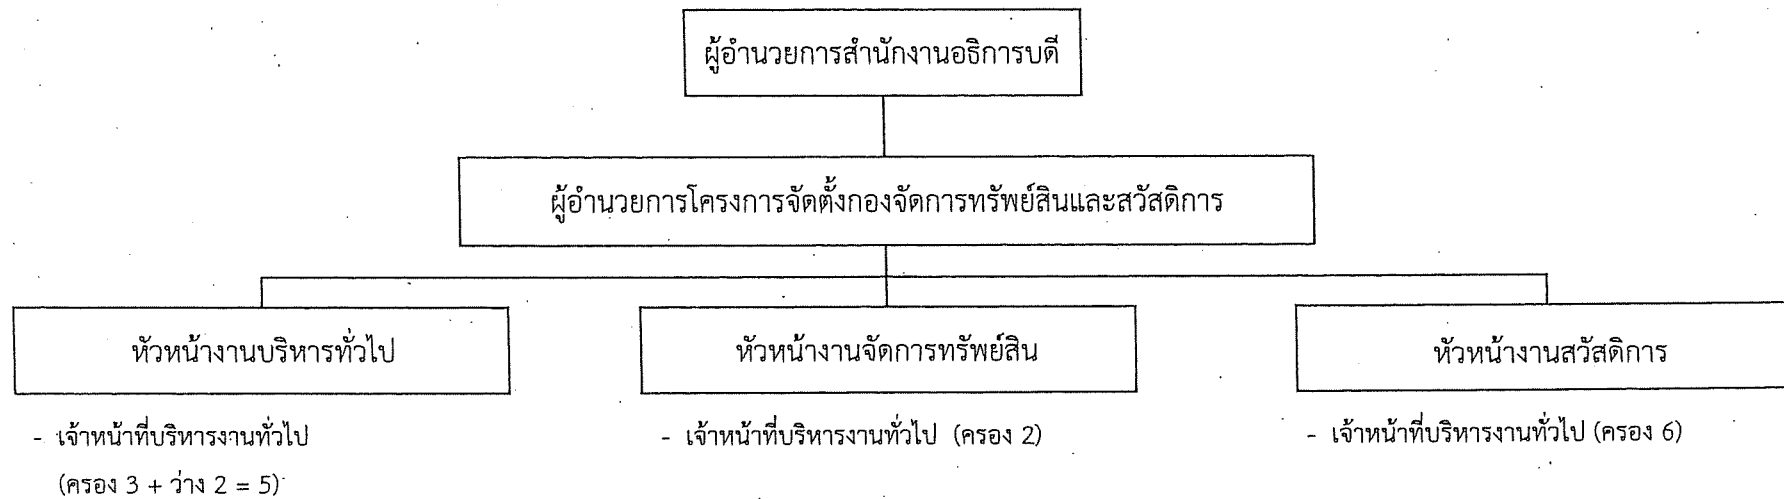 ผู้อำนวยการสำนักงานอธิการบดี
ผู้อำนวยการโครงการจัดตั้งกองจัดการทรัพย์สินและสวัสดิการ
หัวหน้างานบริหารทั่วไป
หัวหน้างานจัดการทรัพย์สิน
หัวหน้างานสวัสดิการ
- เจ้าหน้าที่บริหารงานทั่วไป
(ครอง 3 + ว่าง 2 = 5)
- เจ้าหน้าที่บริหารงานทั่วไป (ครอง 2)
- เจ้าหน้าที่บริหารงานทั่วไป (ครอง 6)